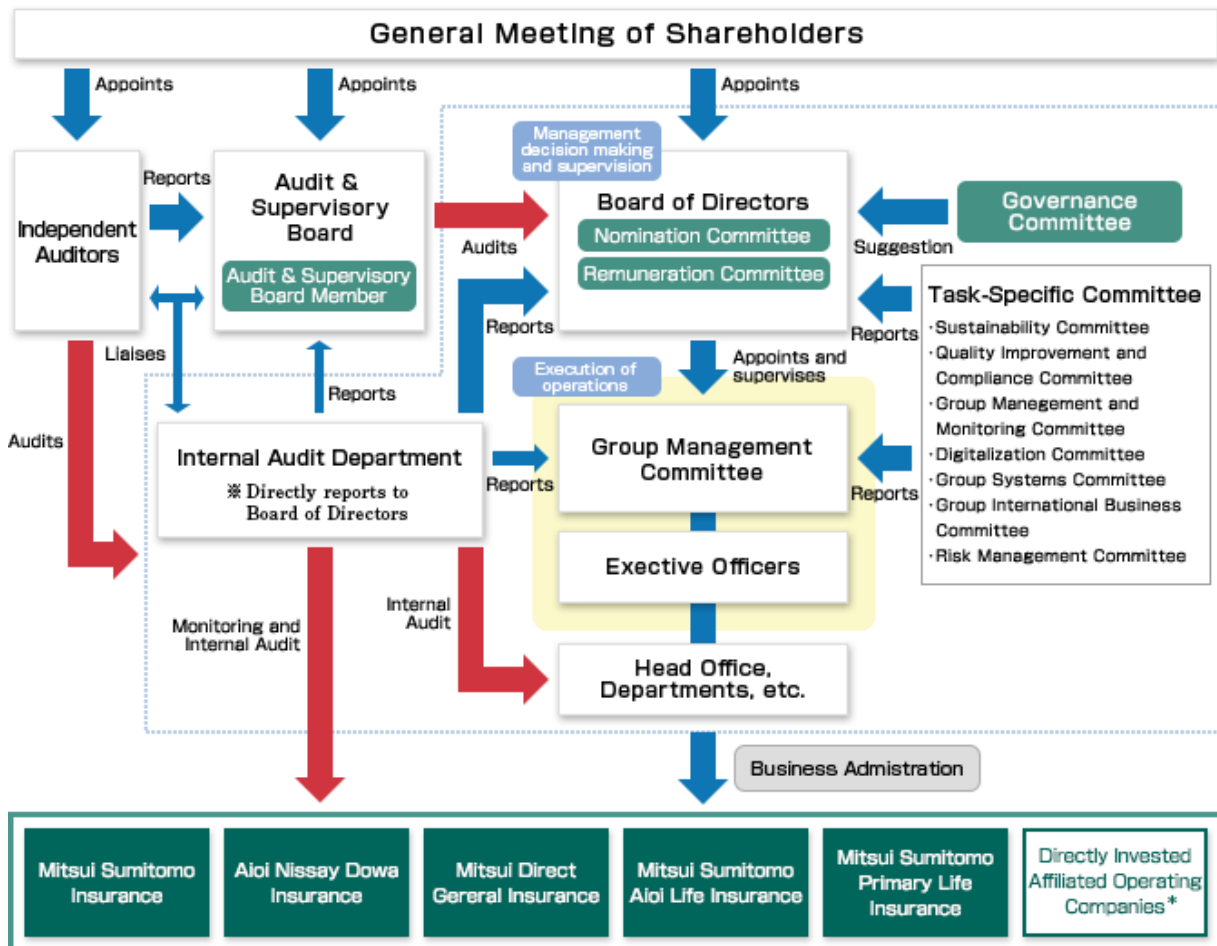 General Meeting of Shareholders
Appoints
Appoints
Appoints
Management
decision making
and supervision
Reports
Audit &
Supervisory
Board
Audit & Supervisory
Board Member
Independent
Auditors
Audits
Board of Directors
Nomination Committee
Remuneration Committee
Governance
Committee
Suggestion
Reports
Reports
Task-Specific Committee
・Sustainability Committee
・Quality Improvement and
Compliance Committee
・Group Manegement and
Monitoring Committee
・Digitalization Committee
・Group Systems Committee
・Group International Business
Committee
・Risk Management Committee
Liaises
Reports
Execution of
operations
Appoints and
supervises
Audits
Internal Audit Department
※ Directly reports to
Board of Directors
Reports
Group Management
Committee
Reports
Exective Officers
Monitoring and
Internal Audit
Internal
Audit
Head Office,
Departments, etc.
Business Admistration
Mitsui Sumitomo
Insurance
Aioi Nissay Dowa
Insurance
Mitsui Direct
Gereral Insurance
Mitsui Sumitomo
Aioi Life Insurance
Mitsui Sumitomo
Primary Life
Insurance
Directly Invested
Affiliated Operating
Companies*